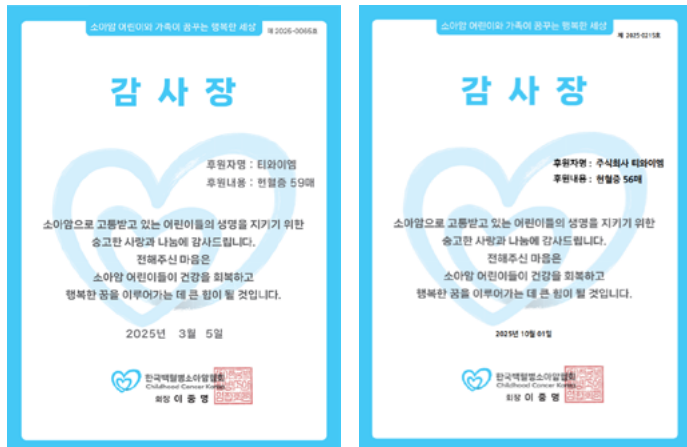 소아암 어린이와 가족이 꿈꾸는 행복한 세상
제 2025-0065호
감사장
후원자명 : 티와이엠
후원내용 : 헌혈증 59매
소아암으로 고통받고 있는 어린이들의 생명을 지키기 위한
숭고한 사랑과 나눔에 감사드립니다.
전해주신 마음은
소아암 어린이들이 건강을 회복하고
행복한 꿈을 이루어가는 데 큰 힘이 될 것입니다.
2025년 3월 5일
한국백혈병소아암협회
Childhood Cancer Korea
회장 이 중 명
소아암 어린이와 가족이 꿈꾸는 행복한 세상
제 2025-0215호
감사장
후원자명 : 주식회사 티와이엠
후원내용 : 헌혈증 56매
소아암으로 고통받고 있는 어린이들의 생명을 지키기 위한
숭고한 사랑과 나눔에 감사드립니다.
전해주신 마음은
소아암 어린이들이 건강을 회복하고
행복한 꿈을 이루어가는 데 큰 힘이 될 것입니다.
2025년 10월 01일
한국백혈병소아암협회
Childhood Cancer Korea
회장 이 중 명